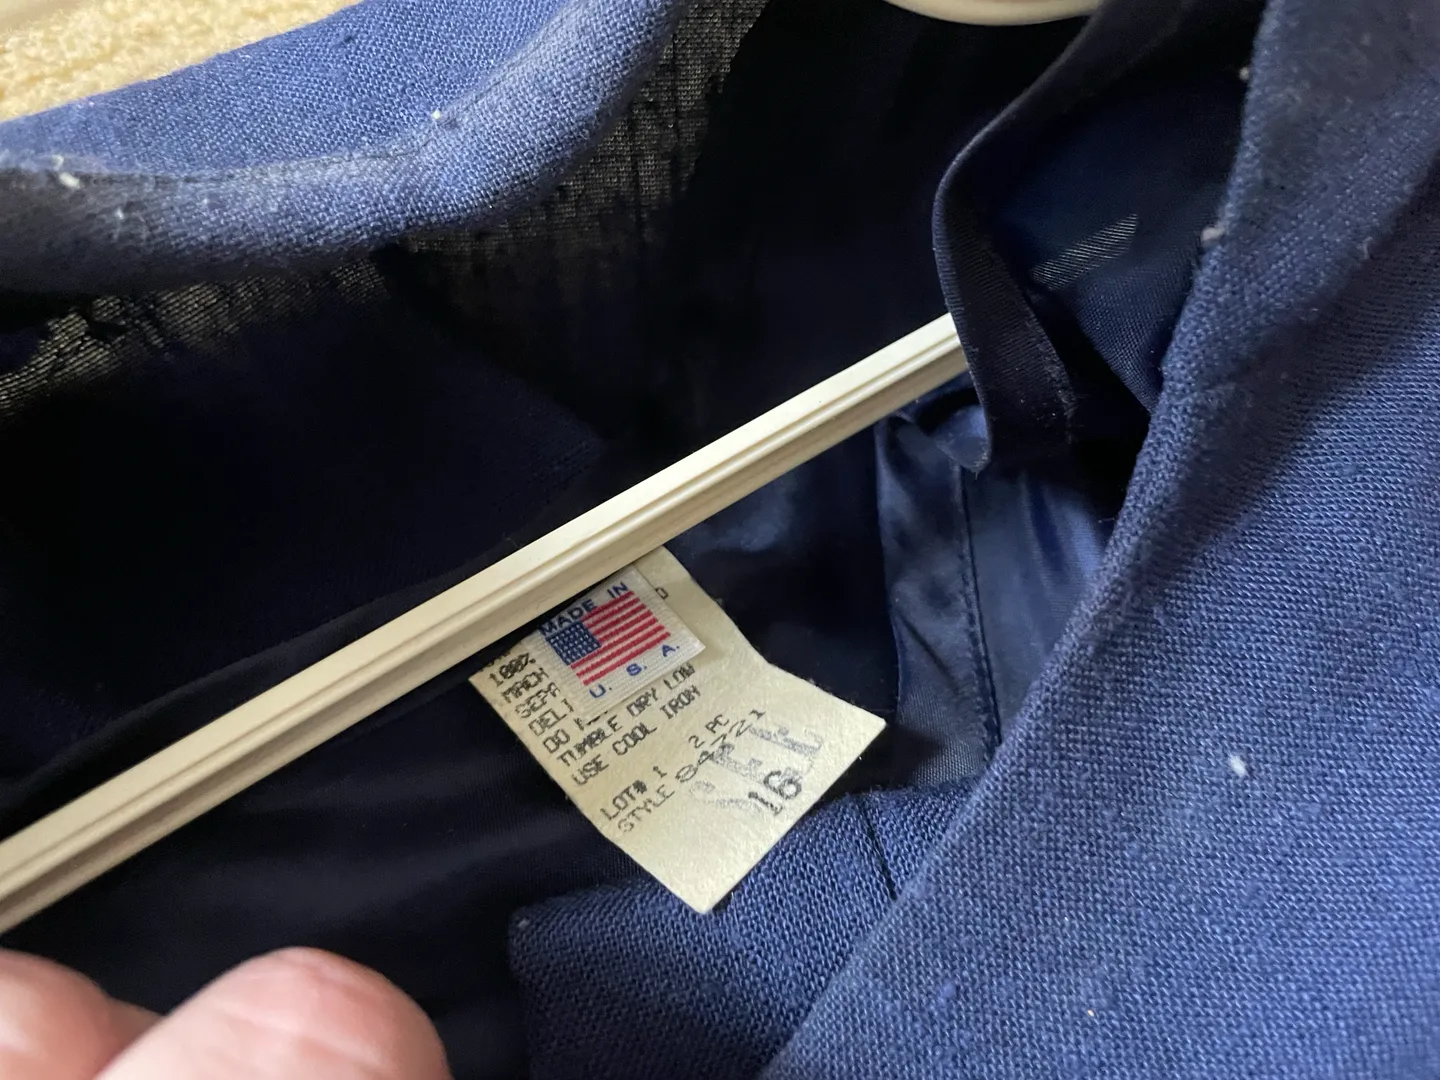 MADE IN
U. S. A.
100%
MACH
SEPA
DELI
DO N
TUMBLE DRY LOW
USE COOL IRON
2 PC
LOT# 1
STYLE 84721
16